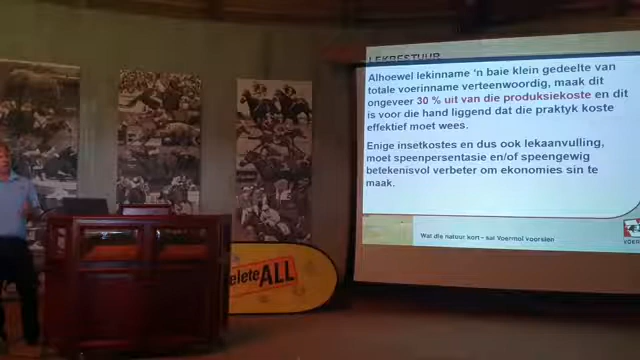 LEKBESTUUR
Alhoewel lekinname 'n baie klein gedeelte van
totale voerinname verteenwoordig, maak dit
ongeveer 30 % uit van die produksiekoste en dit
is voor die hand liggend dat die praktyk koste
effektief moet wees.
Enige insetkostes en dus ook lekaanvulling,
moet speenpersentasie en/of speengewig
betekenisvol verbeter om ekonomies sin te
maak.
Wat die natuur kort - sal Voermol voorsien
eleteALL